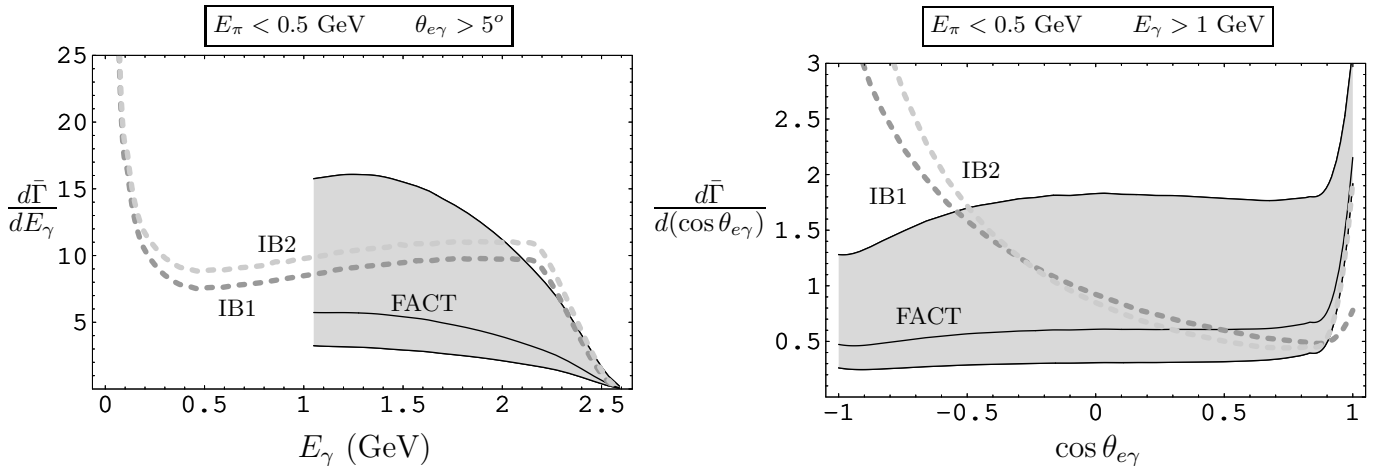 E_π < 0.5 GeV θ_eγ > 5^o
25
20
15
10
5
dΓ̄
dE_γ
IB2
IB1
FACT
0 0.5 1 1.5 2 2.5
E_γ (GeV)
E_π < 0.5 GeV E_γ > 1 GeV
3
2.5
2
1.5
1
0.5
dΓ̄
d(cos θ_eγ)
IB2
IB1
FACT
−1 −0.5 0 0.5 1
cos θ_eγ